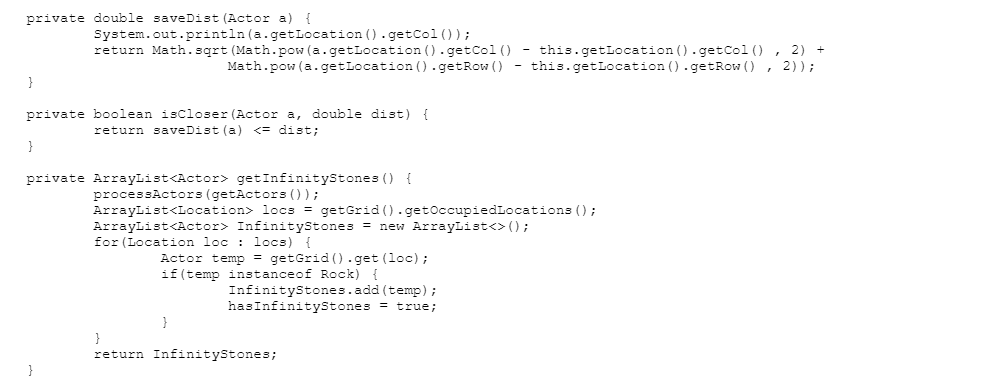 private double saveDist(Actor a) {
        System.out.println(a.getLocation().getCol());
        return Math.sqrt(Math.pow(a.getLocation().getCol() - this.getLocation().getCol() , 2) +
                        Math.pow(a.getLocation().getRow() - this.getLocation().getRow() , 2));
}

private boolean isCloser(Actor a, double dist) {
        return saveDist(a) <= dist;
}

private ArrayList<Actor> getInfinityStones() {
        processActors(getActors());
        ArrayList<Location> locs = getGrid().getOccupiedLocations();
        ArrayList<Actor> InfinityStones = new ArrayList<>();
        for(Location loc : locs) {
                Actor temp = getGrid().get(loc);
                if(temp instanceof Rock) {
                        InfinityStones.add(temp);
                        hasInfinityStones = true;
                }
        }
        return InfinityStones;
}